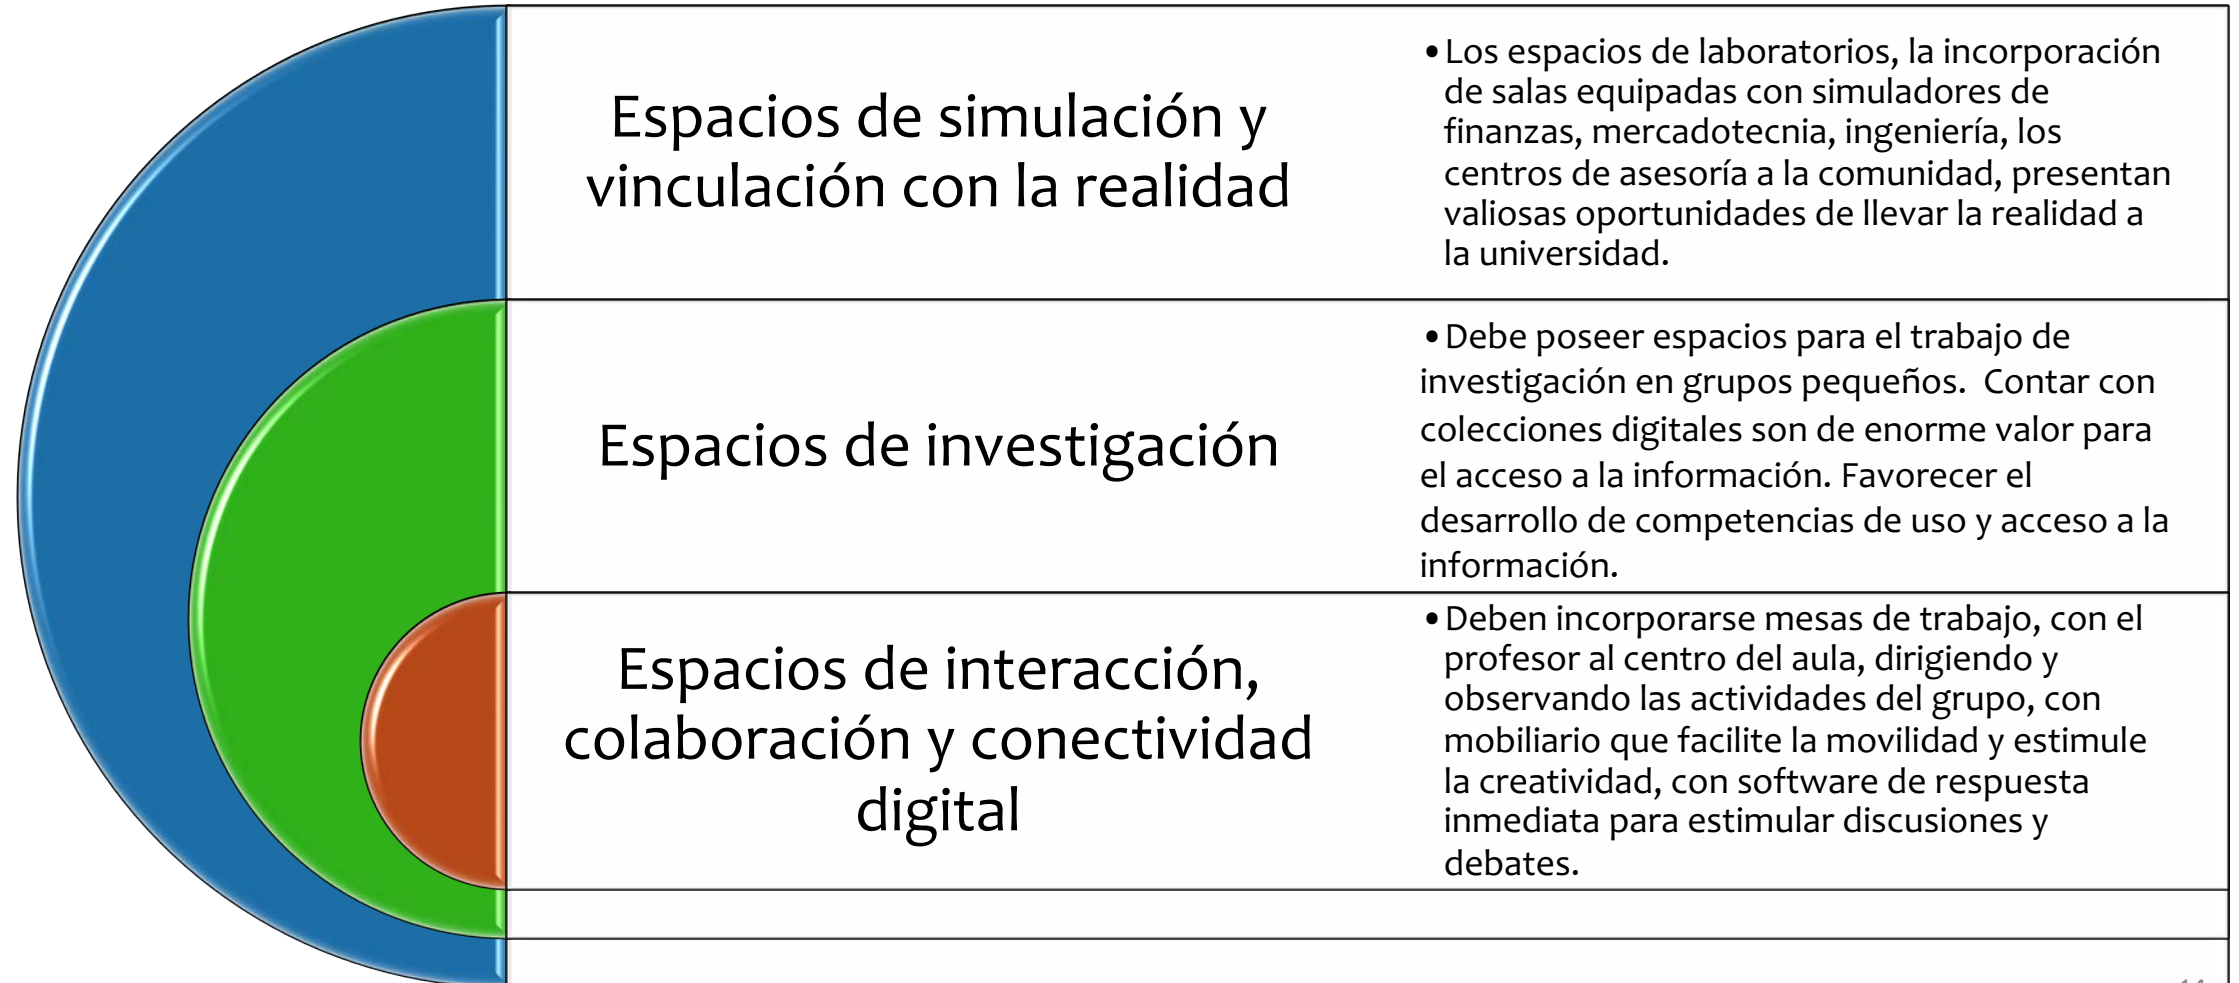 Espacios de simulación y
vinculación con la realidad
•Los espacios de laboratorios, la incorporación
de salas equipadas con simuladores de
finanzas, mercadotecnia, ingeniería, los
centros de asesoría a la comunidad, presentan
valiosas oportunidades de llevar la realidad a
la universidad.
Espacios de investigación
•Debe poseer espacios para el trabajo de
investigación en grupos pequeños.  Contar con
colecciones digitales son de enorme valor para
el acceso a la información. Favorecer el
desarrollo de competencias de uso y acceso a la
información.
Espacios de interacción,
colaboración y conectividad
digital
•Deben incorporarse mesas de trabajo, con el
profesor al centro del aula, dirigiendo y
observando las actividades del grupo, con
mobiliario que facilite la movilidad y estimule
la creatividad, con software de respuesta
inmediata para estimular discusiones y
debates.